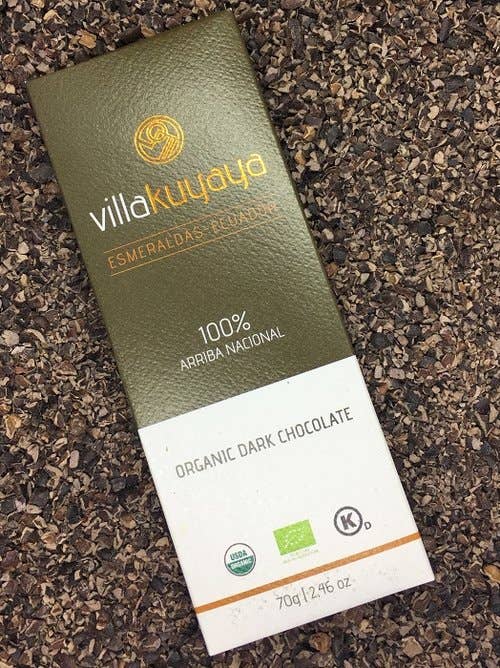 villakuyaya
ESMERALDAS-ECUADOR
100%
ARRIBA NACIONAL
ORGANIC DARK CHOCOLATE
USDA
ORGANIC
K D
70g | 2.46 oz